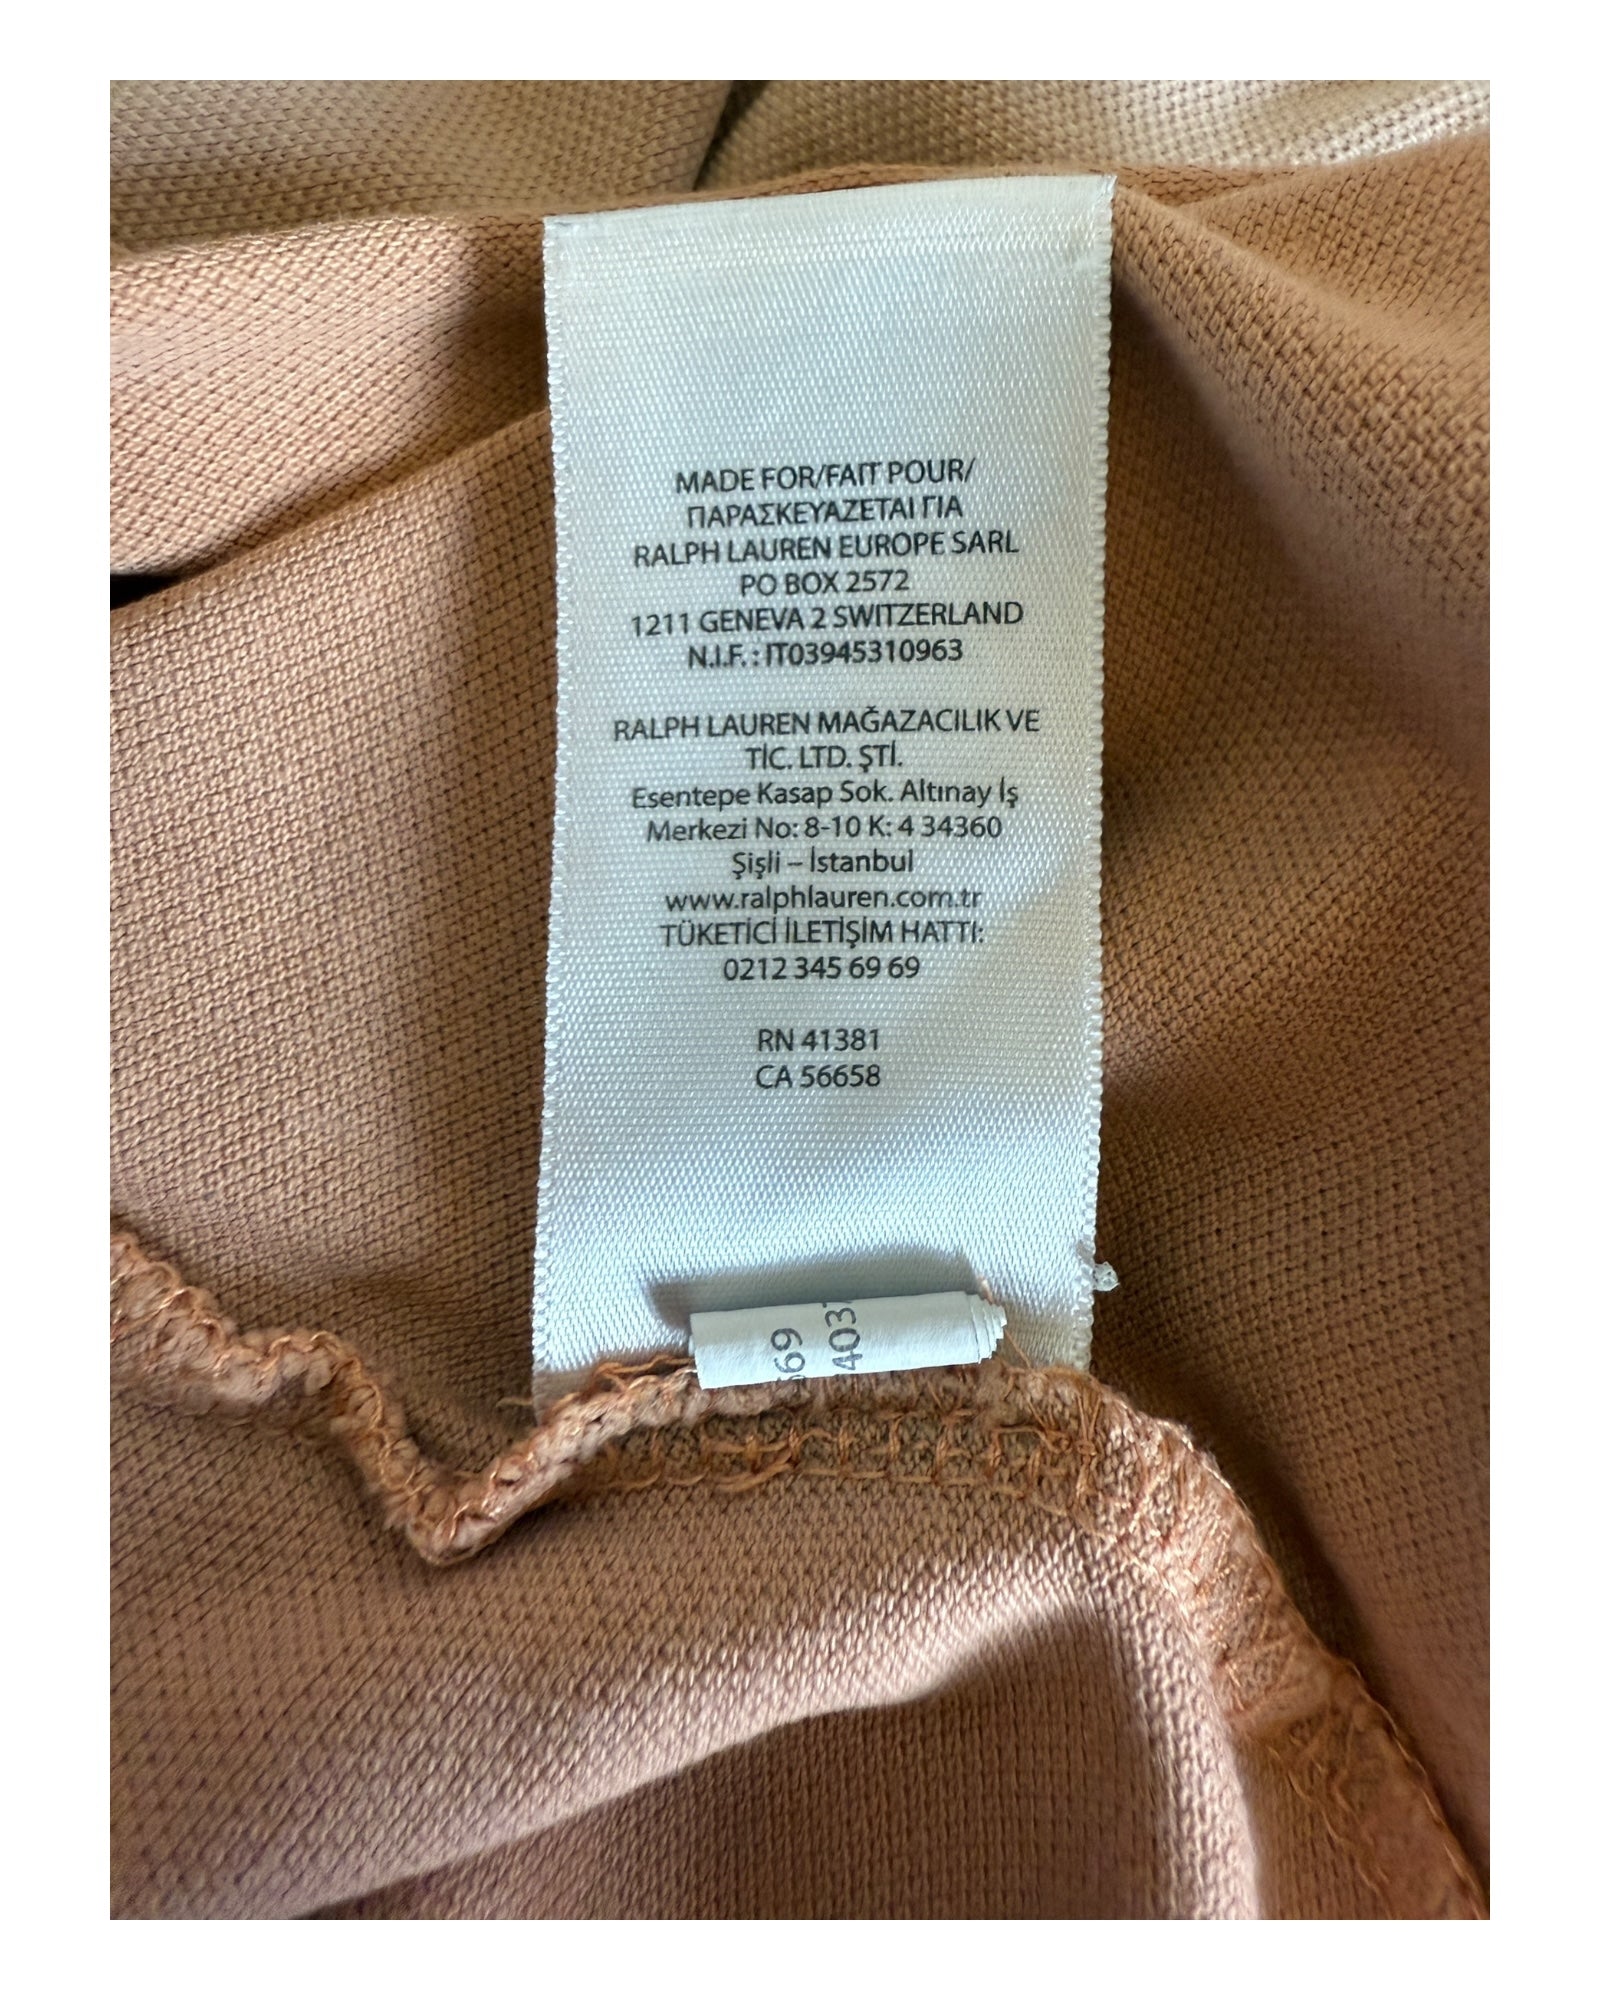 MADE FOR/FAIT POUR/
ΠΑΡΑΣΚΕΥΑΖΕΤΑΙ ΓΙΑ
RALPH LAUREN EUROPE SARL
PO BOX 2572
1211 GENEVA 2 SWITZERLAND
N.I.F. : IT03945310963
RALPH LAUREN MAĞAZACILIK VE
TİC. LTD. ŞTİ.
Esentepe Kasap Sok. Altınay İş
Merkezi No: 8-10 K: 4 34360
Şişli – İstanbul
www.ralphlauren.com.tr
TÜKETİCİ İLETİŞİM HATTI:
0212 345 69 69
RN 41381
CA 56658